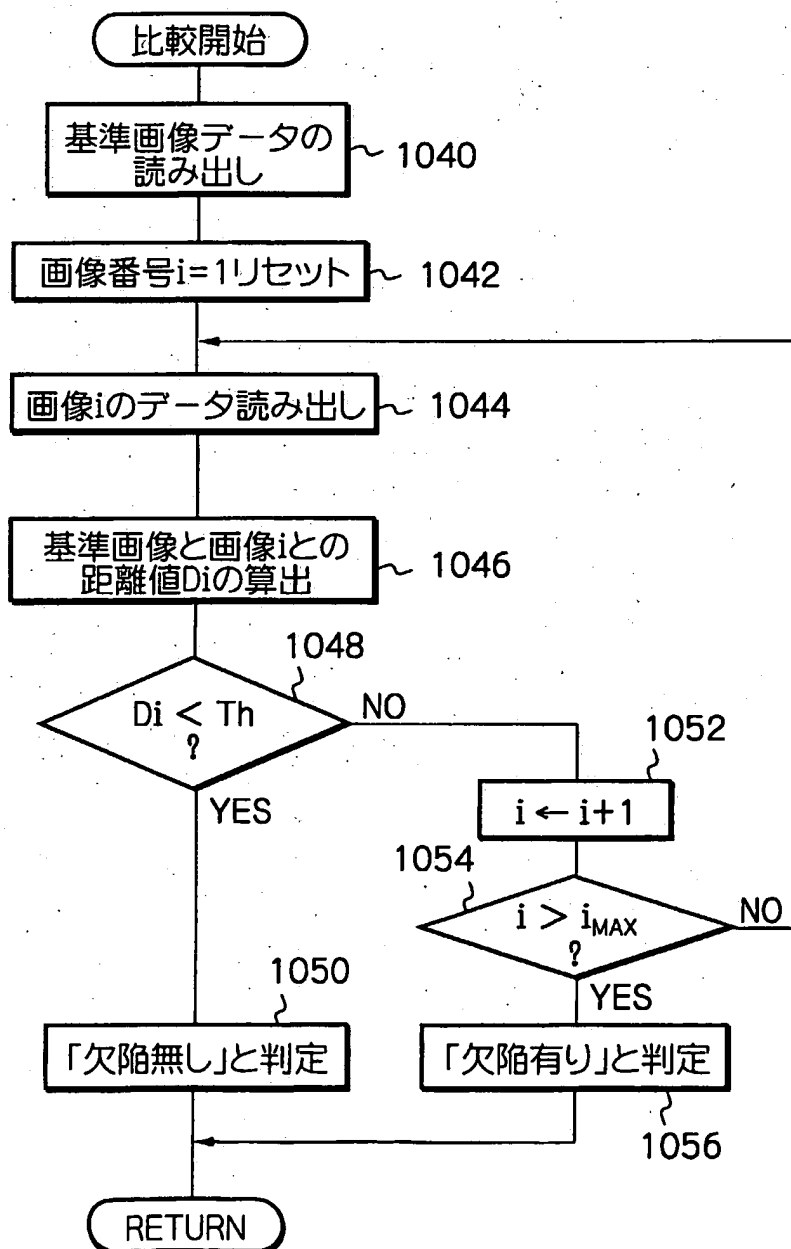 比較開始
基準画像データの
読み出し
1040
画像番号i=1リセット
1042
画像iのデータ読み出し
1044
基準画像と画像iとの
距離値Diの算出
1046
1048
Di < Th
?
NO
YES
1052
i ← i+1
1054
i > iMAX
?
NO
YES
1050
「欠陥無し」と判定
「欠陥有り」と判定
1056
RETURN